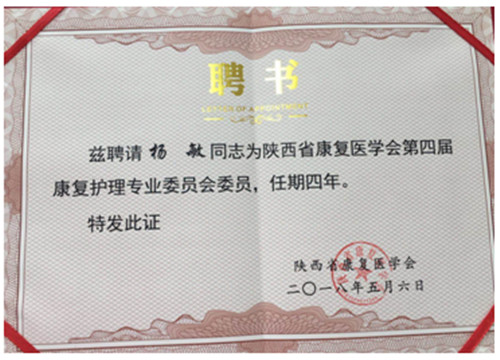 聘书
LETTER OF APPOINTMENT
兹聘请杨 敏同志为陕西省康复医学会第四届
康复护理专业委员会委员，任期四年。
特发此证
陕西省康复医学会
二〇一八年五月六日